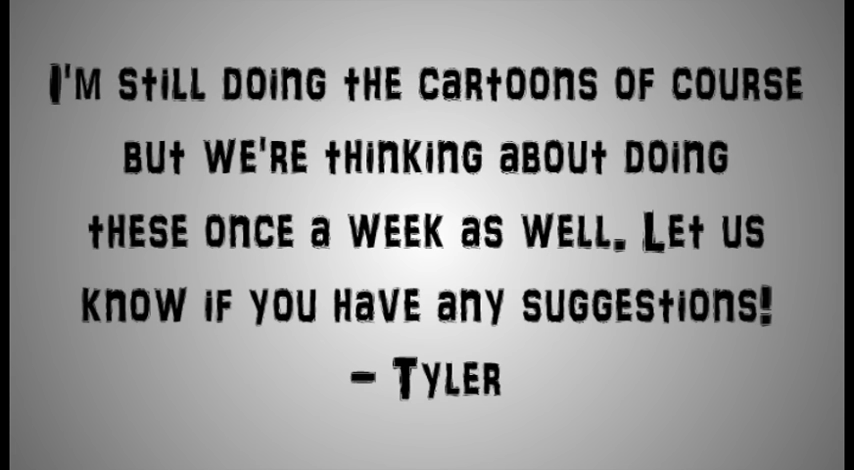 I'm still doing the cartoons of course
but we're thinking about doing
these once a week as well. Let us
know if you have any suggestions!
- Tyler